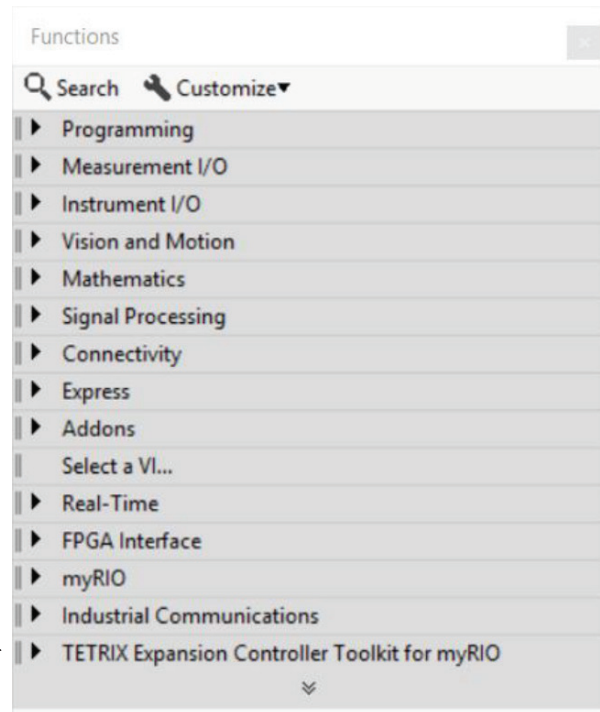 Functions
Search Customize
Programming
Measurement I/O
Instrument I/O
Vision and Motion
Mathematics
Signal Processing
Connectivity
Express
Addons
Select a VI...
Real-Time
FPGA Interface
myRIO
Industrial Communications
TETRIX Expansion Controller Toolkit for myRIO